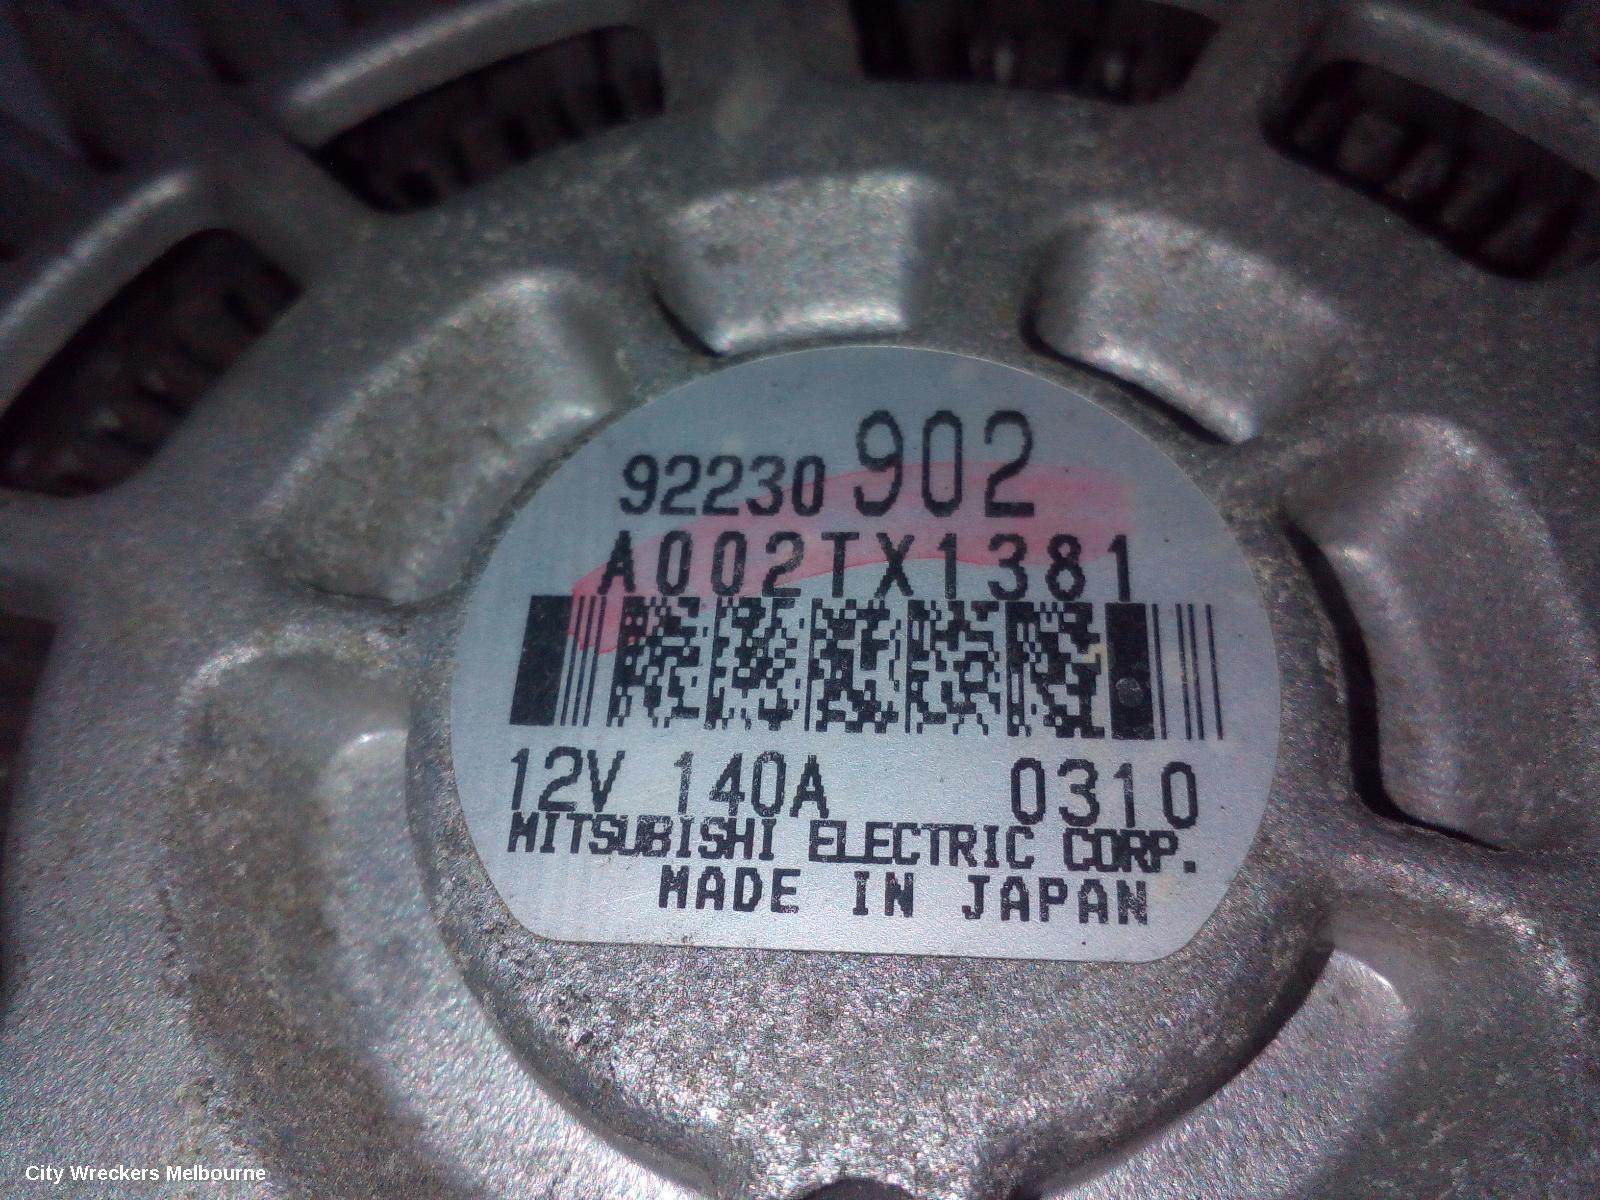 92230 902
A002TX1381
12V 140A 0310
MITSUBISHI ELECTRIC CORP.
MADE IN JAPAN
City Wreckers Melbourne